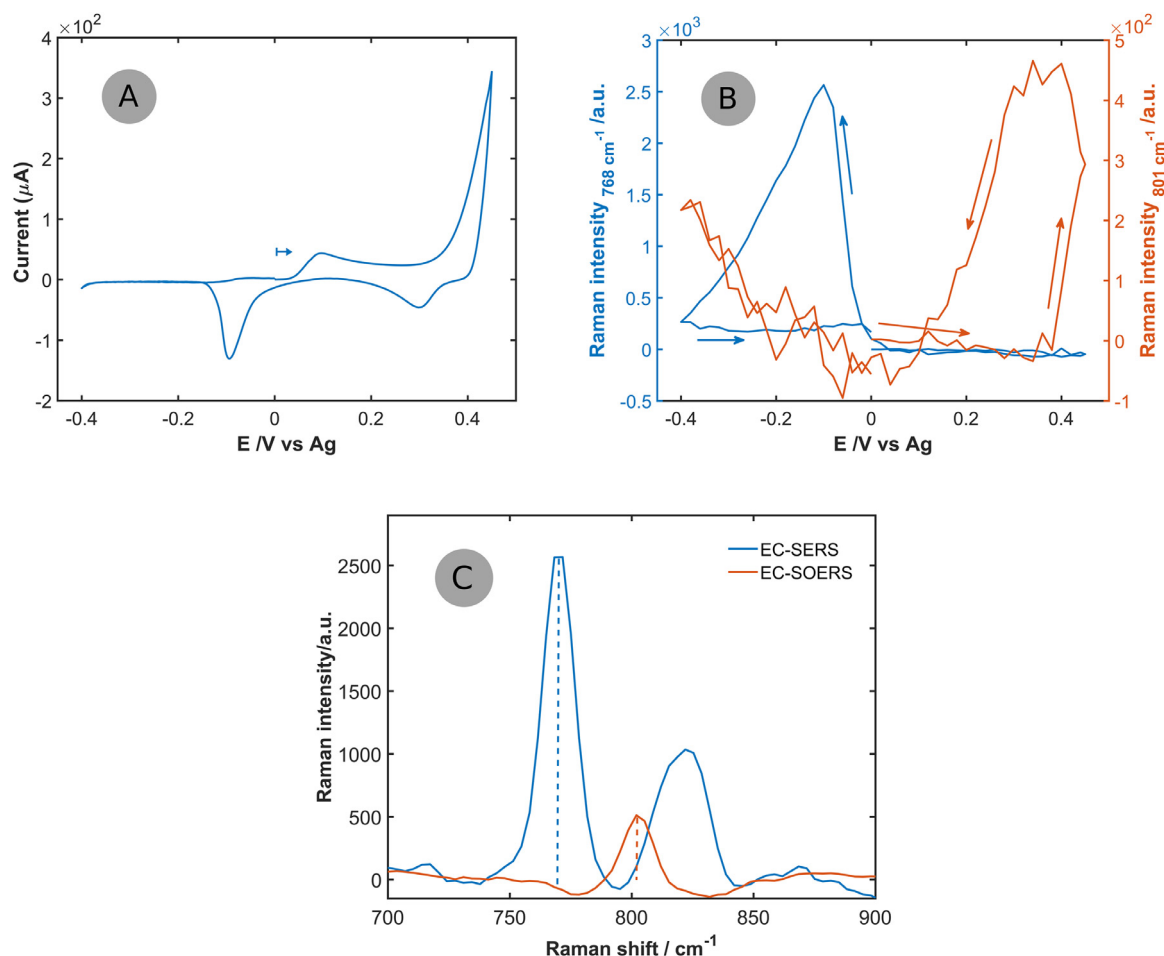 ×10²
A
Current (µA)
4
3
2
1
0
-1
-2
-0.4 -0.2 0 0.2 0.4
E /V vs Ag
×10³
×10²
B
Raman intensity 768 cm⁻¹ /a.u.
3
2.5
2
1.5
1
0.5
0
-0.5
-0.4 -0.2 0 0.2 0.4
E /V vs Ag
5
4
3
2
1
0
-1
Raman intensity 801 cm⁻¹ /a.u.
C
EC-SERS
EC-SOERS
Raman intensity/a.u.
2500
2000
1500
1000
500
0
700 750 800 850 900
Raman shift / cm⁻¹